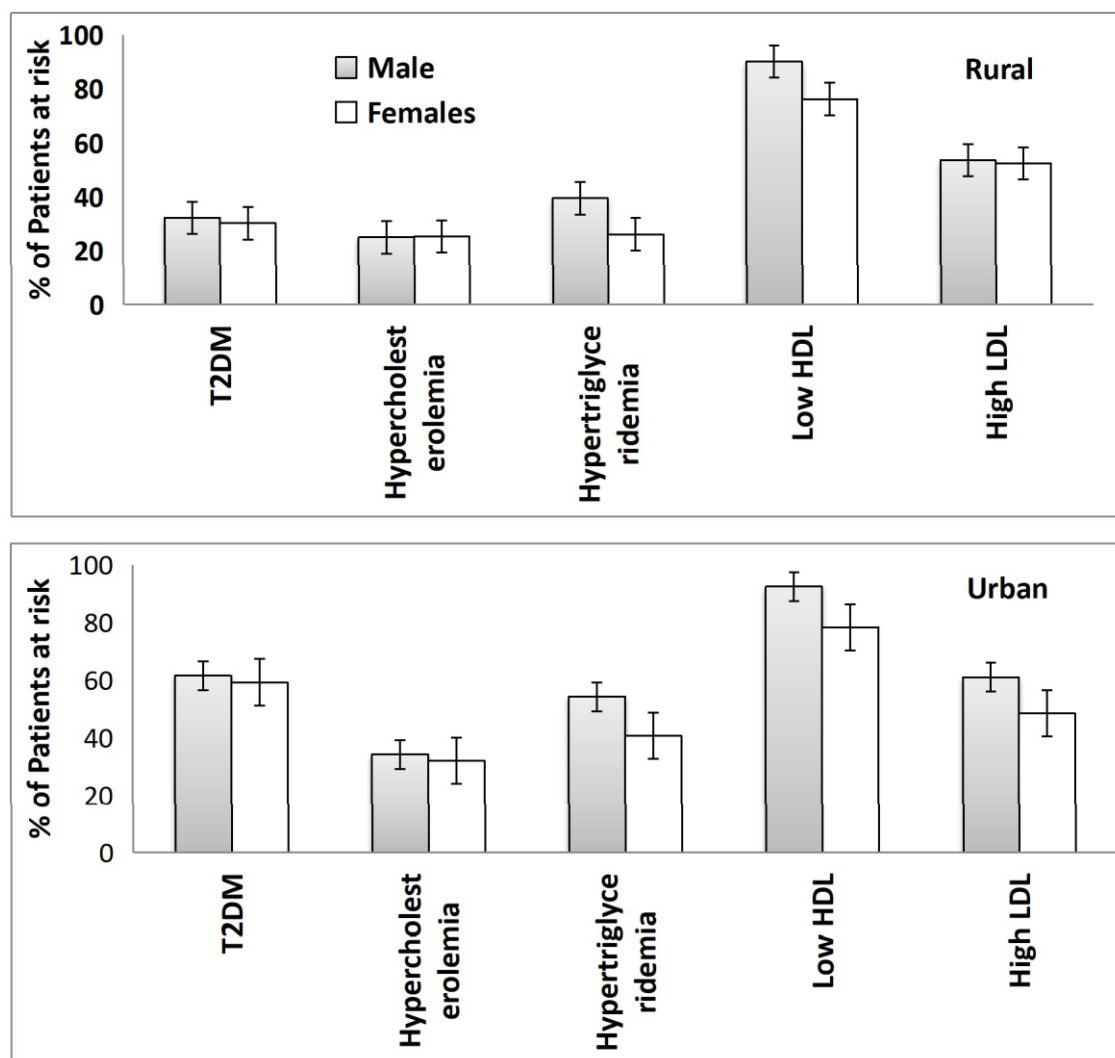 % of Patients at risk
100
80
60
40
20
0
Male
Females
Rural
T2DM
Hypercholest
erolemia
Hypertriglyce
ridemia
Low HDL
High LDL
% of Patients at risk
100
80
60
40
20
0
Urban
T2DM
Hypercholest
erolemia
Hypertriglyce
ridemia
Low HDL
High LDL